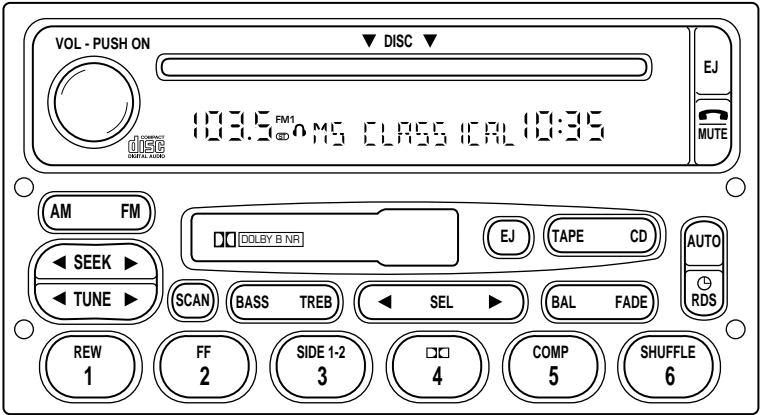 VOL - PUSH ON
▼ DISC ▼
EJ
103.5 FM1 ST MS CLASSICAL 10:35
MUTE
COMPACT
disc
DIGITAL AUDIO
AM FM
DOLBY B NR
EJ
TAPE CD
AUTO
◄ SEEK ►
◄ TUNE ►
SCAN
BASS TREB
◄ SEL ►
BAL FADE
RDS
REW
1
FF
2
SIDE 1-2
3
4
COMP
5
SHUFFLE
6